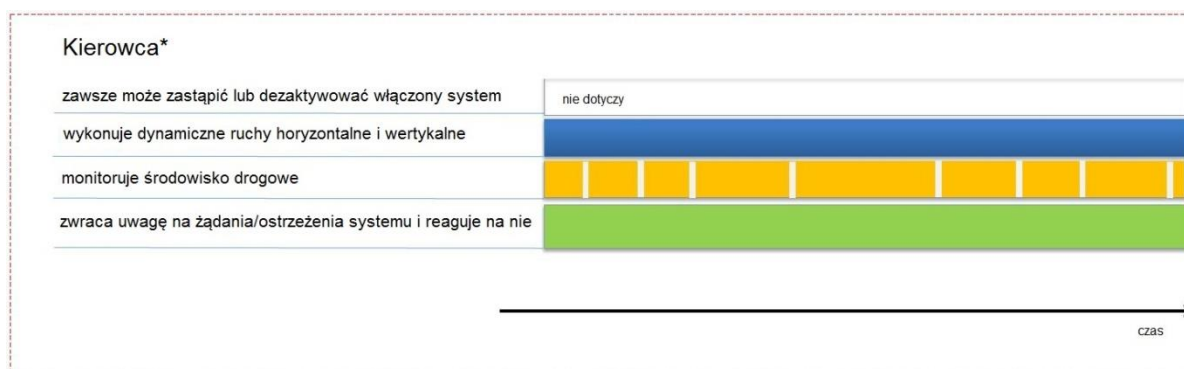 Kierowca*
zawsze może zastąpić lub dezaktywować włączony system
nie dotyczy
wykonuje dynamiczne ruchy horyzontalne i wertykalne
monitoruje środowisko drogowe
zwraca uwagę na żądania/ostrzeżenia systemu i reaguje na nie
czas